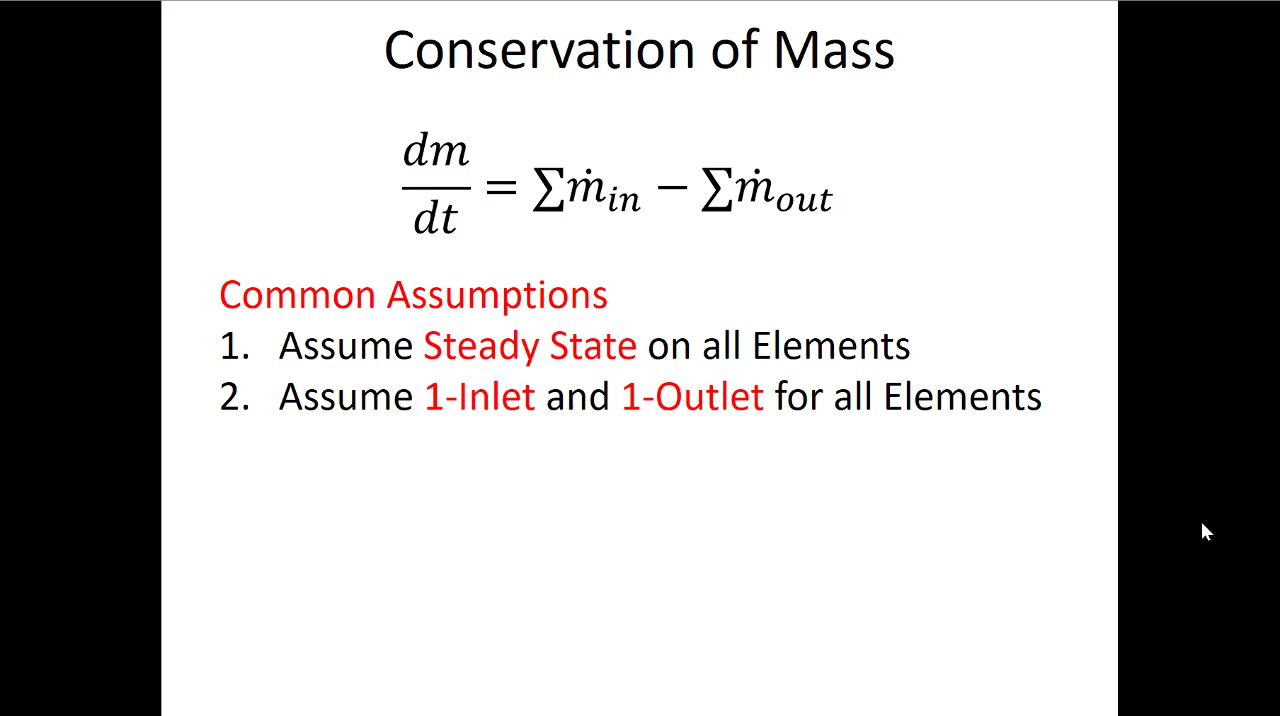 Conservation of Mass
dm/dt = ∑ṁ_in − ∑ṁ_out
Common Assumptions
1. Assume Steady State on all Elements
2. Assume 1-Inlet and 1-Outlet for all Elements